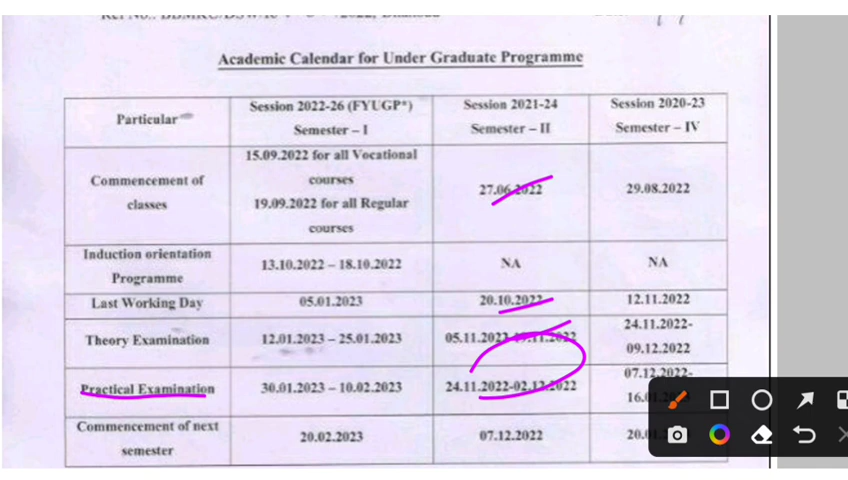 Academic Calendar for Under Graduate Programme
Particular
Session 2022-26 (FYUGP*)
Semester – I
Session 2021-24
Semester – II
Session 2020-23
Semester – IV
Commencement of
classes
15.09.2022 for all Vocational
courses
19.09.2022 for all Regular
courses
27.06.2022
29.08.2022
Induction orientation
Programme
13.10.2022 – 18.10.2022
NA
NA
Last Working Day
05.01.2023
20.10.2022
12.11.2022
Theory Examination
12.01.2023 – 25.01.2023
24.11.2022-
09.12.2022
Practical Examination
30.01.2023 – 10.02.2023
24.11.2022-02.12.2022
07.12.2022-
Commencement of next
semester
20.02.2023
07.12.2022